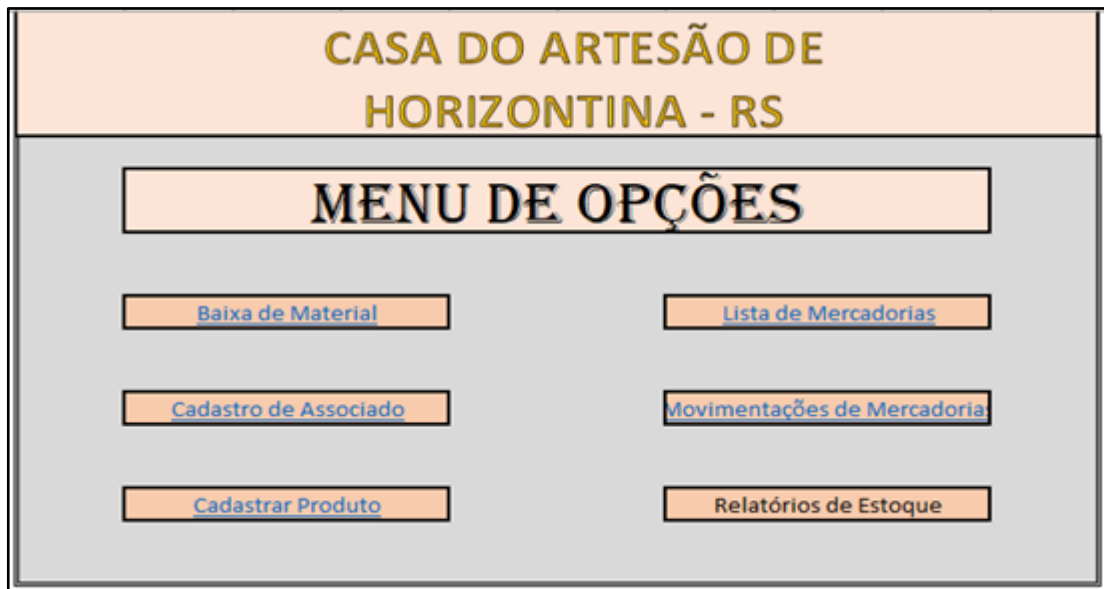 CASA DO ARTESÃO DE
HORIZONTINA - RS
MENU DE OPÇÕES
Baixa de Material
Lista de Mercadorias
Cadastro de Associado
Movimentações de Mercadorias
Cadastrar Produto
Relatórios de Estoque